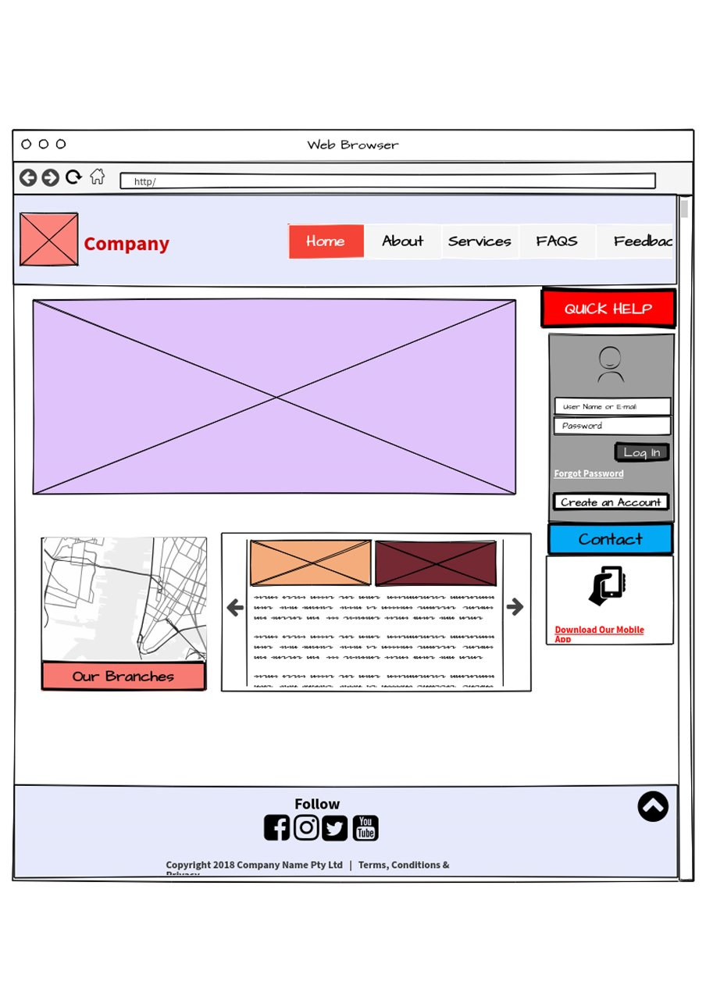 Web Browser
http/
Company
Home
About
Services
FAQS
Feedbac
QUICK HELP
User Name or E-mail
Password
Log In
Forgot Password
Create an Account
Contact
Download Our Mobile
App
Our Branches
Follow
You
Tube
Copyright 2018 Company Name Pty Ltd | Terms, Conditions &
Privacy